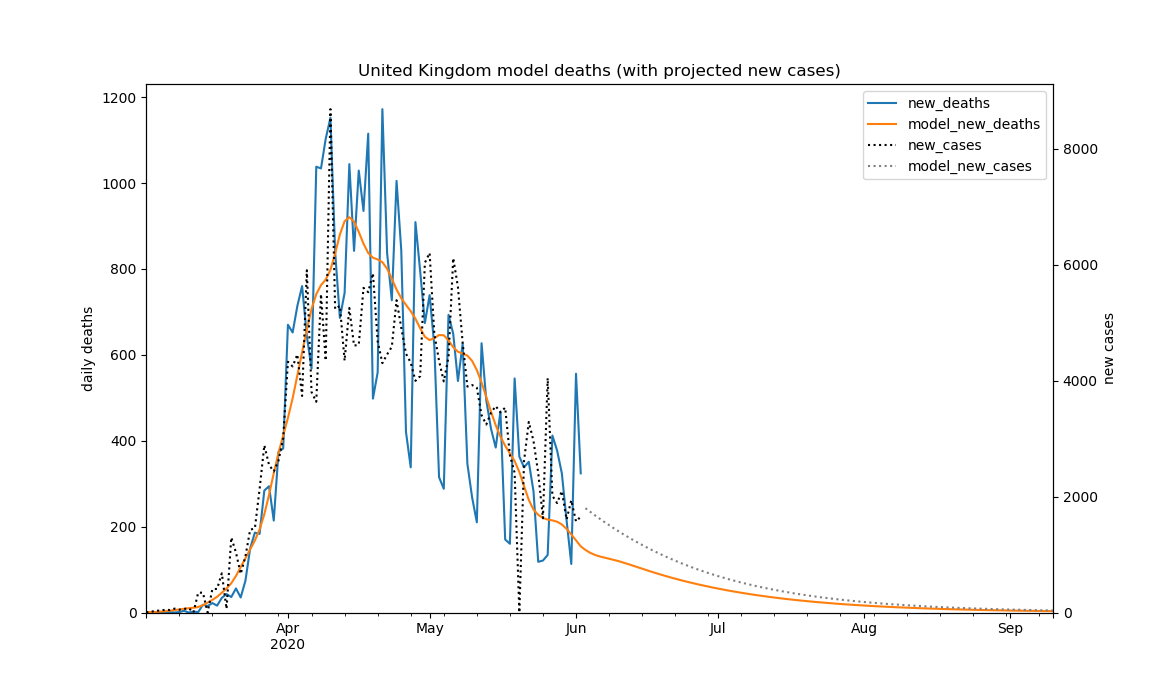 United Kingdom model deaths (with projected new cases)
1200
1000
800
600
400
200
0
daily deaths
new_deaths
model_new_deaths
new_cases
model_new_cases
8000
6000
4000
2000
0
new cases
Apr
2020
May
Jun
Jul
Aug
Sep